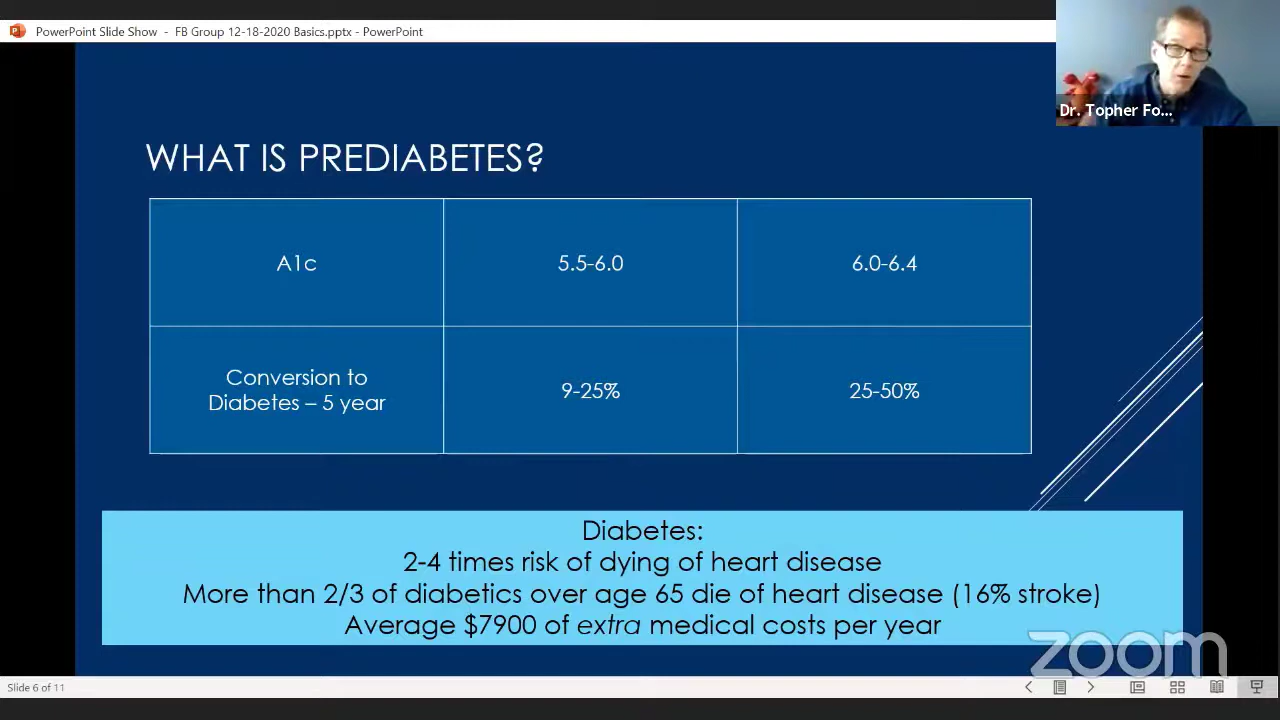 PowerPoint Slide Show - FB Group 12-18-2020 Basics.pptx - PowerPoint
Dr. Topher Fo...
WHAT IS PREDIABETES?
A1c
5.5-6.0
6.0-6.4
Conversion to
Diabetes – 5 year
9-25%
25-50%
Diabetes:
2-4 times risk of dying of heart disease
More than 2/3 of diabetics over age 65 die of heart disease (16% stroke)
Average $7900 of extra medical costs per year
zoom
Slide 6 of 11